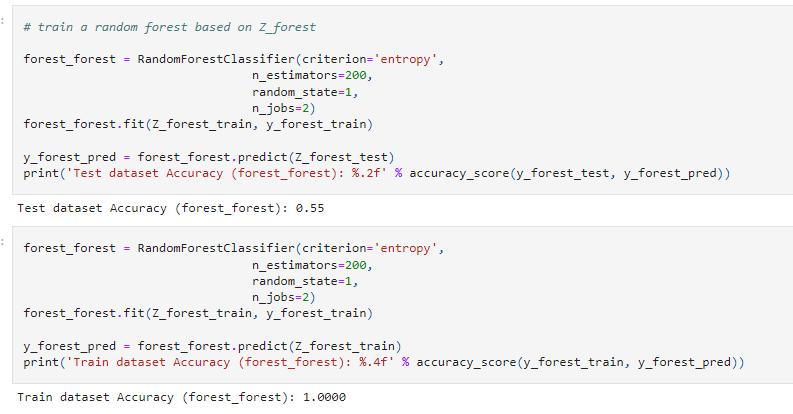 # train a random forest based on Z_forest
forest_forest = RandomForestClassifier(criterion='entropy',
n_estimators=200,
random_state=1,
n_jobs=2)
forest_forest.fit(Z_forest_train, y_forest_train)
y_forest_pred = forest_forest.predict(Z_forest_test)
print('Test dataset Accuracy (forest_forest): %.2f' % accuracy_score(y_forest_test, y_forest_pred))
Test dataset Accuracy (forest_forest): 0.55
forest_forest = RandomForestClassifier(criterion='entropy',
n_estimators=200,
random_state=1,
n_jobs=2)
forest_forest.fit(Z_forest_train, y_forest_train)
y_forest_pred = forest_forest.predict(Z_forest_train)
print('Train dataset Accuracy (forest_forest): %.4f' % accuracy_score(y_forest_train, y_forest_pred))
Train dataset Accuracy (forest_forest): 1.0000